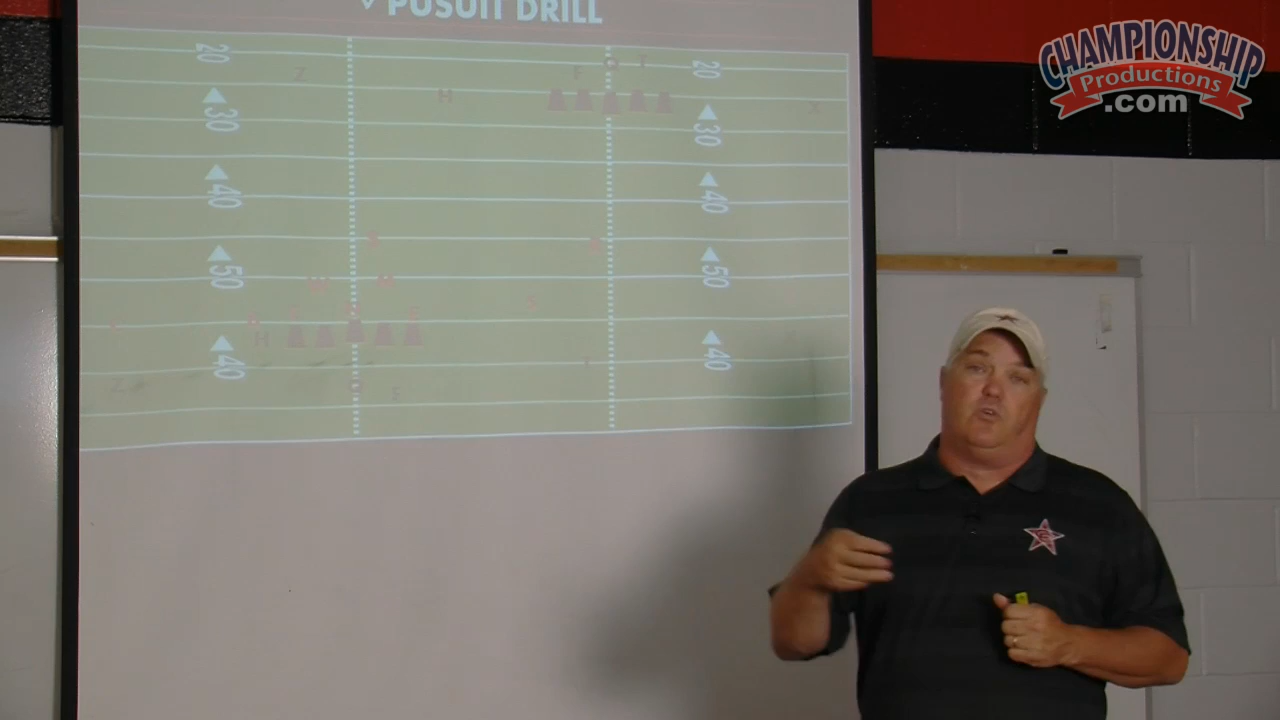 PUSUIT DRILL
CHAMPIONSHIP
Productions
.com
20 20
Z F Q T
H X
30 30
40 40
50 50
S
H
40 40
Z Q